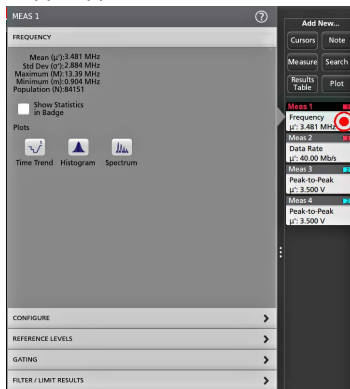 MEAS 1
FREQUENCY
Mean (μ'):3.481 MHz
Std Dev (σ'):2.884 MHz
Maximum (M):13.39 MHz
Minimum (m):0.904 MHz
Population (N):84151
Show Statistics
in Badge
Plots
Time Trend
Histogram
Spectrum
CONFIGURE
REFERENCE LEVELS
GATING
FILTER / LIMIT RESULTS
Add New...
Cursors
Note
Measure
Search
Results
Table
Plot
Meas 1
Frequency
μ': 3.481 MHz
Meas 2
Data Rate
μ': 40.00 Mb/s
Meas 3
Peak-to-Peak
μ': 3.500 V
Meas 4
Peak-to-Peak
μ': 3.500 V